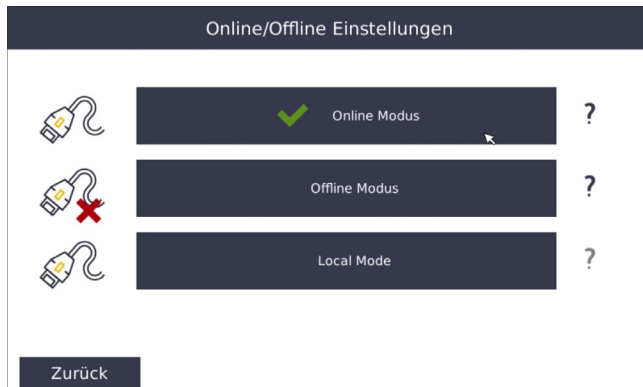 Online/Offline Einstellungen
Online Modus
?
Offline Modus
?
Local Mode
?
Zurück